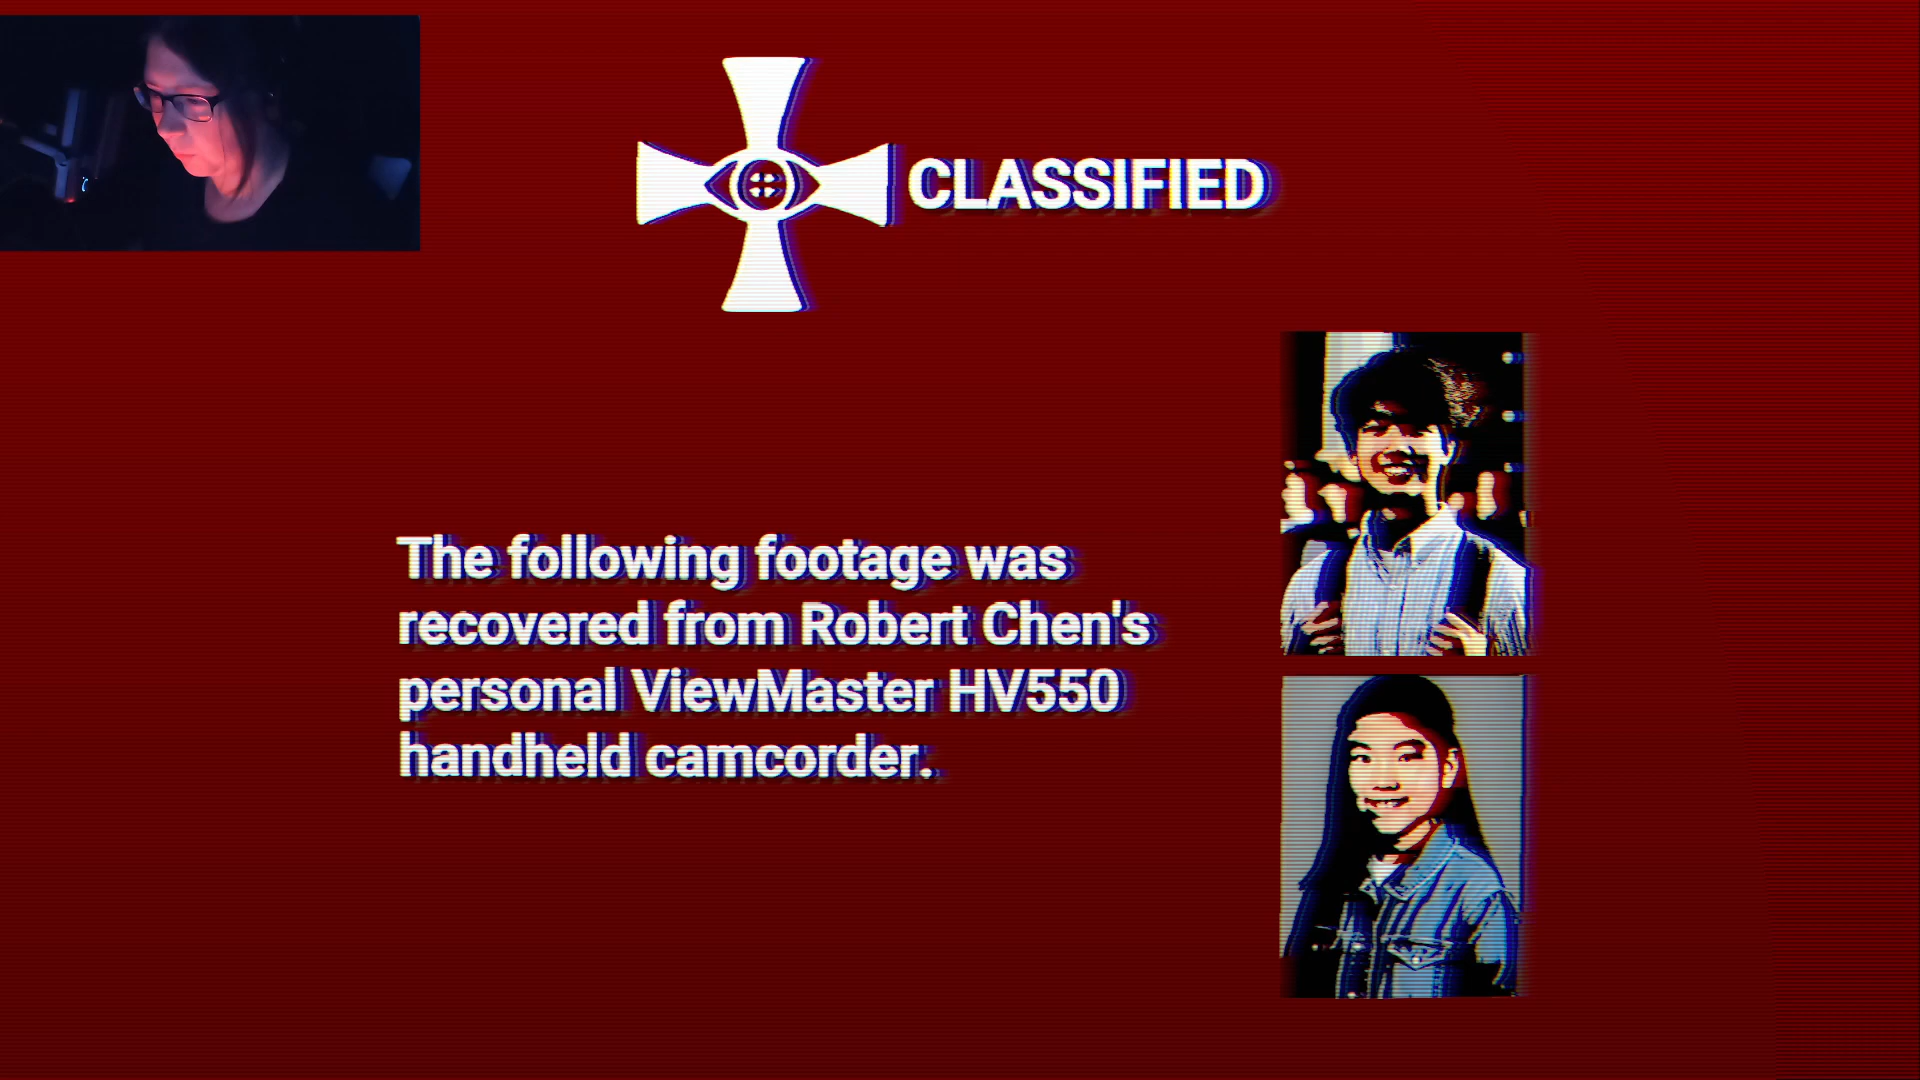 CLASSIFIED
The following footage was
recovered from Robert Chen's
personal ViewMaster HV550
handheld camcorder.